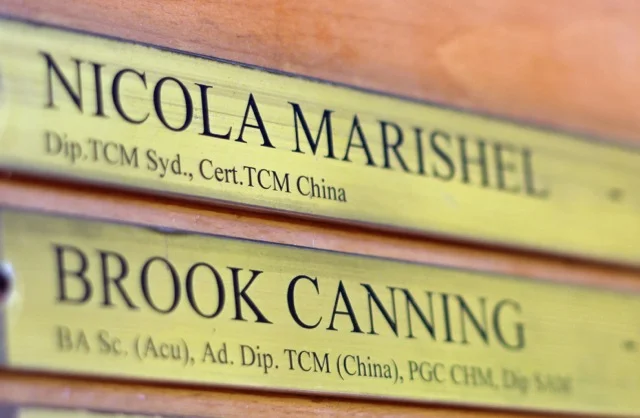 NICOLA MARISHEL
Dip.TCM Syd., Cert.TCM China
BROOK CANNING
BA Sc. (Acu), Ad. Dip. TCM (China), PGC CHM, Dip